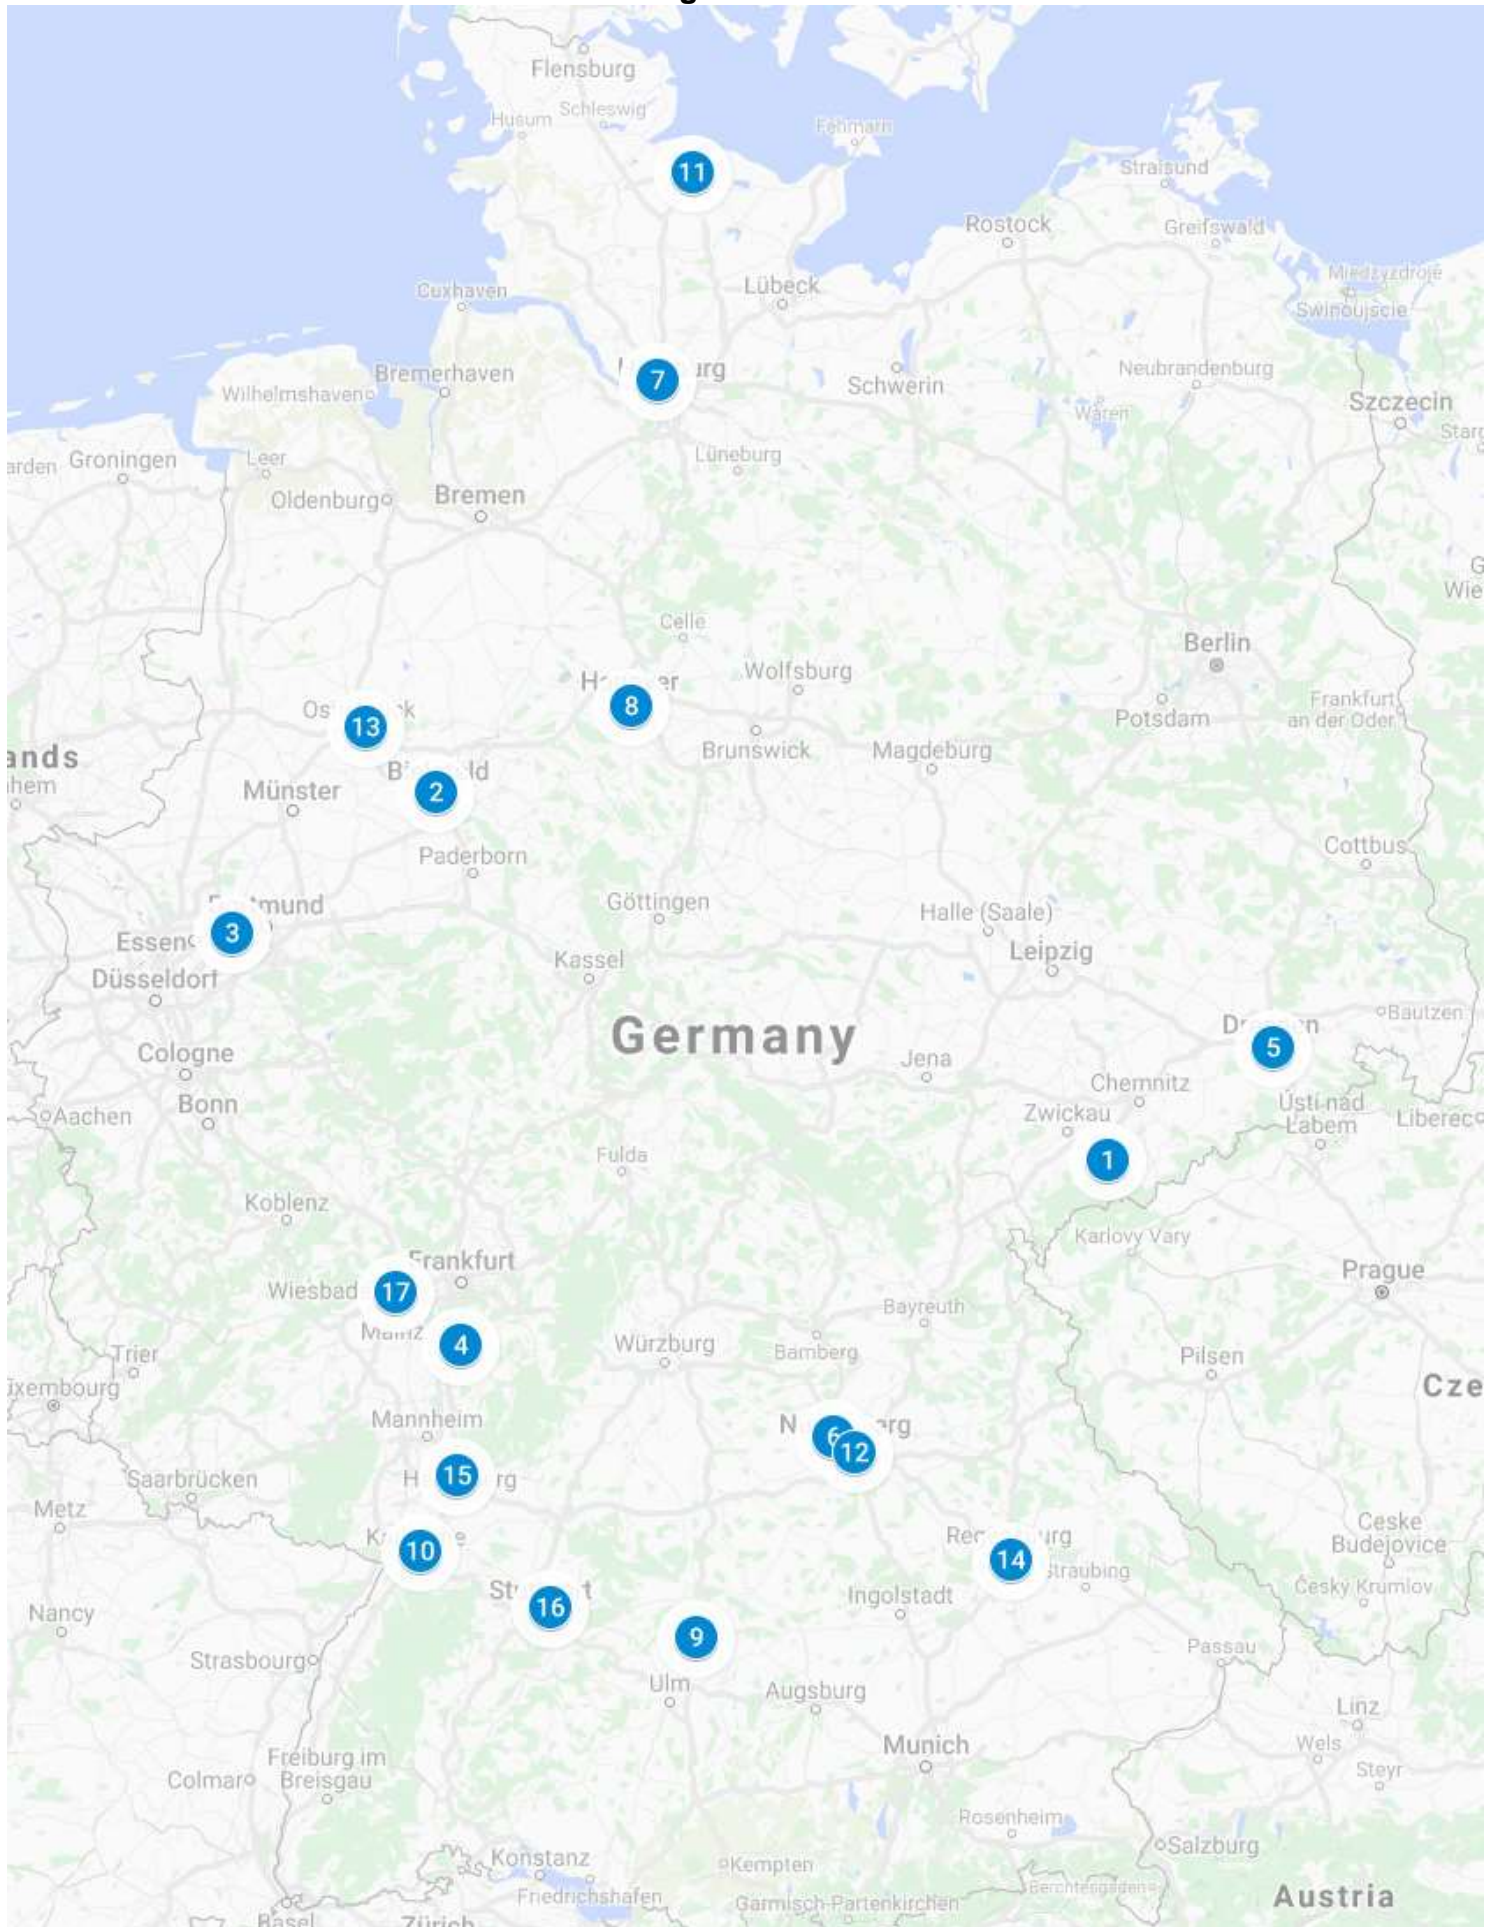 Flensburg
Schleswig
Husum
Fehmarn
11
Stralsund
Rostock
Greifswald
Lübeck
Cuxhaven
Międzyzdroje
Świnoujście
7
Bremerhaven
Wilhelmshaven
Schwerin
Neubrandenburg
Waren
Szczecin
Groningen
Leer
Lüneburg
Oldenburg
Bremen
Celle
Berlin
Wolfsburg
8
13
Potsdam
Frankfurt
an der Oder
Brunswick
Magdeburg
ands
2
Münster
Paderborn
Cottbus
3
Göttingen
Halle (Saale)
Essen
Leipzig
Kassel
Düsseldorf
Germany
Bautzen
5
Cologne
Jena
Chemnitz
Bonn
Aachen
Zwickau
Ústí nad
Labem
Liberec
1
Fulda
Koblenz
Karlovy Vary
Frankfurt
Prague
17
Wiesbad
Mainz
4
Bayreuth
Würzburg
Bamberg
Trier
Pilsen
Cze
Mannheim
6
12
15
Saarbrücken
Metz
10
14
Ceske
Budejovice
Straubing
Český Krumlov
Ingolstadt
16
Nancy
9
Strasbourg
Passau
Ulm
Augsburg
Linz
Munich
Wels
Freiburg im
Breisgau
Colmar
Steyr
Rosenheim
Salzburg
Konstanz
Kempten
Friedrichshafen
Garmisch-Partenkirchen
Berchtesgaden
Austria
Basel
Zürich